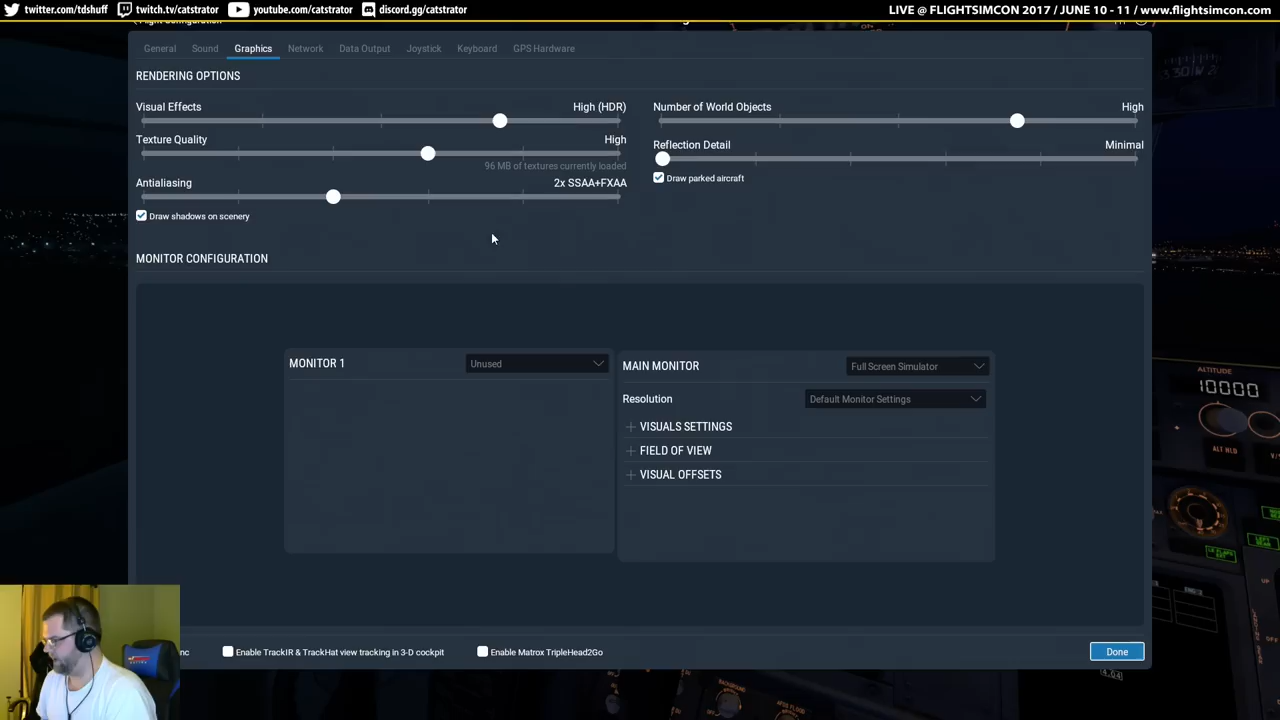 twitter.com/tdshuff twitch.tv/catstrator youtube.com/catstrator discord.gg/catstrator LIVE @ FLIGHTSIMCON 2017 / JUNE 10 - 11 / www.flightsimcon.com
General Sound Graphics Network Data Output Joystick Keyboard GPS Hardware
RENDERING OPTIONS
Visual Effects High (HDR)
Number of World Objects High
Texture Quality High
96 MB of textures currently loaded
Reflection Detail Minimal
Draw parked aircraft
Antialiasing 2x SSAA+FXAA
Draw shadows on scenery
MONITOR CONFIGURATION
MONITOR 1 Unused
MAIN MONITOR Full Screen Simulator
Resolution Default Monitor Settings
VISUALS SETTINGS
FIELD OF VIEW
VISUAL OFFSETS
ALTITUDE
10000
ALT HLD
Enable TrackIR & TrackHat view tracking in 3-D cockpit
Enable Matrox TripleHead2Go
Done